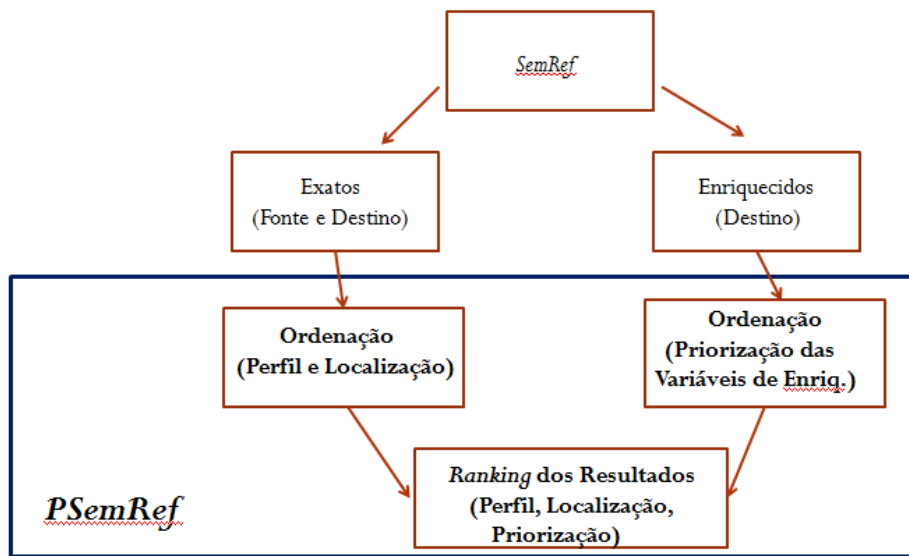 SemRef
Exatos
(Fonte e Destino)
Enriquecidos
(Destino)
Ordenação
(Perfil e Localização)
Ordenação
(Priorização das
Variáveis de Enriq.)
Ranking dos Resultados
(Perfil, Localização,
Priorização)
PSemRef